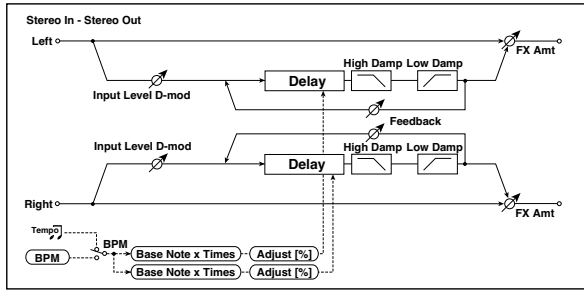 Stereo In - Stereo Out
Left
FX Amt
High Damp Low Damp
Delay
Input Level D-mod
Feedback
Input Level D-mod
High Damp Low Damp
Delay
Right
FX Amt
Tempo
BPM
BPM
Base Note x Times
Adjust [%]
Base Note x Times
Adjust [%]